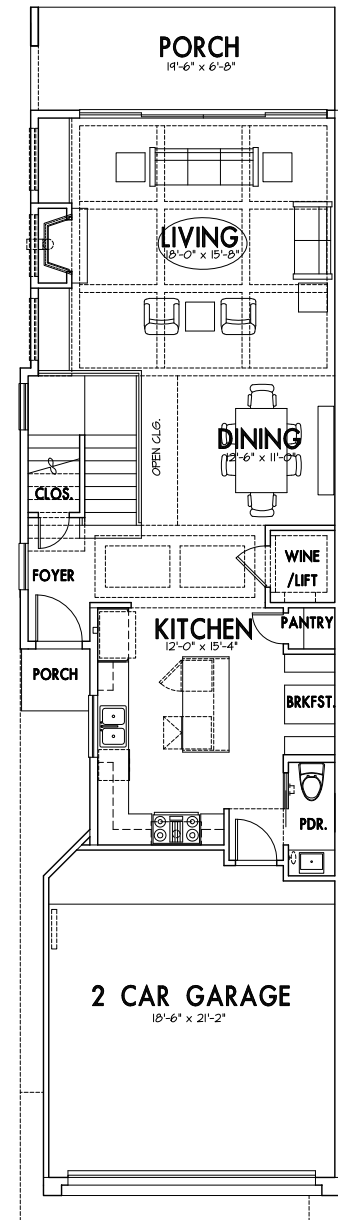 PORCH
19'-6" x 6'-8"
LIVING
18'-0" x 15'-8"
OPEN CLG.
DINING
12'-6" x 11'-0"
CLOS.
FOYER
WINE
/LIFT
KITCHEN
12'-0" x 15'-4"
PANTRY
PORCH
BRKFST.
PDR.
2 CAR GARAGE
18'-6" x 21'-2"